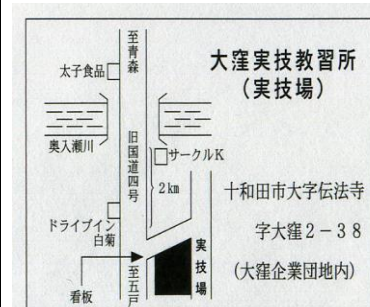 大窪実技教習所
(実技場)
至青森
太子食品
奥入瀬川
旧国道四号
サークルK
2km
十和田市大字伝法寺
字大窪2-38
(大窪企業団地内)
ドライブイン
白菊
至五戸
実技場
看板